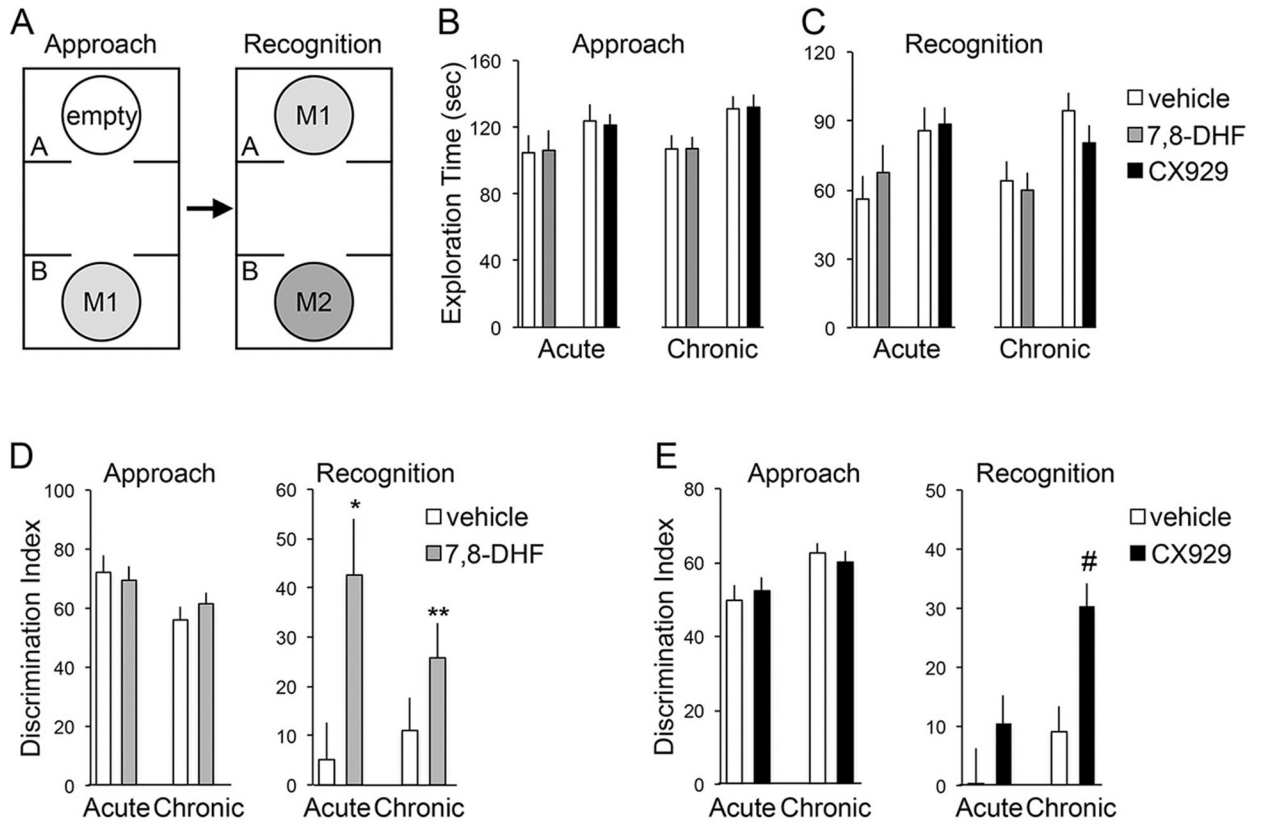 A
Approach
Recognition
empty
A
B
M1
M1
A
B
M2
B
Approach
Exploration Time (sec)
160
120
80
40
0
Acute
Chronic
C
Recognition
120
90
60
30
0
Acute
Chronic
vehicle
7,8-DHF
CX929
D
Approach
Discrimination Index
100
80
60
40
20
0
Acute Chronic
Recognition
60
50
40
30
20
10
0
*
**
Acute Chronic
vehicle
7,8-DHF
E
Approach
Discrimination Index
80
60
40
20
0
Acute Chronic
Recognition
50
40
30
20
10
0
#
Acute Chronic
vehicle
CX929